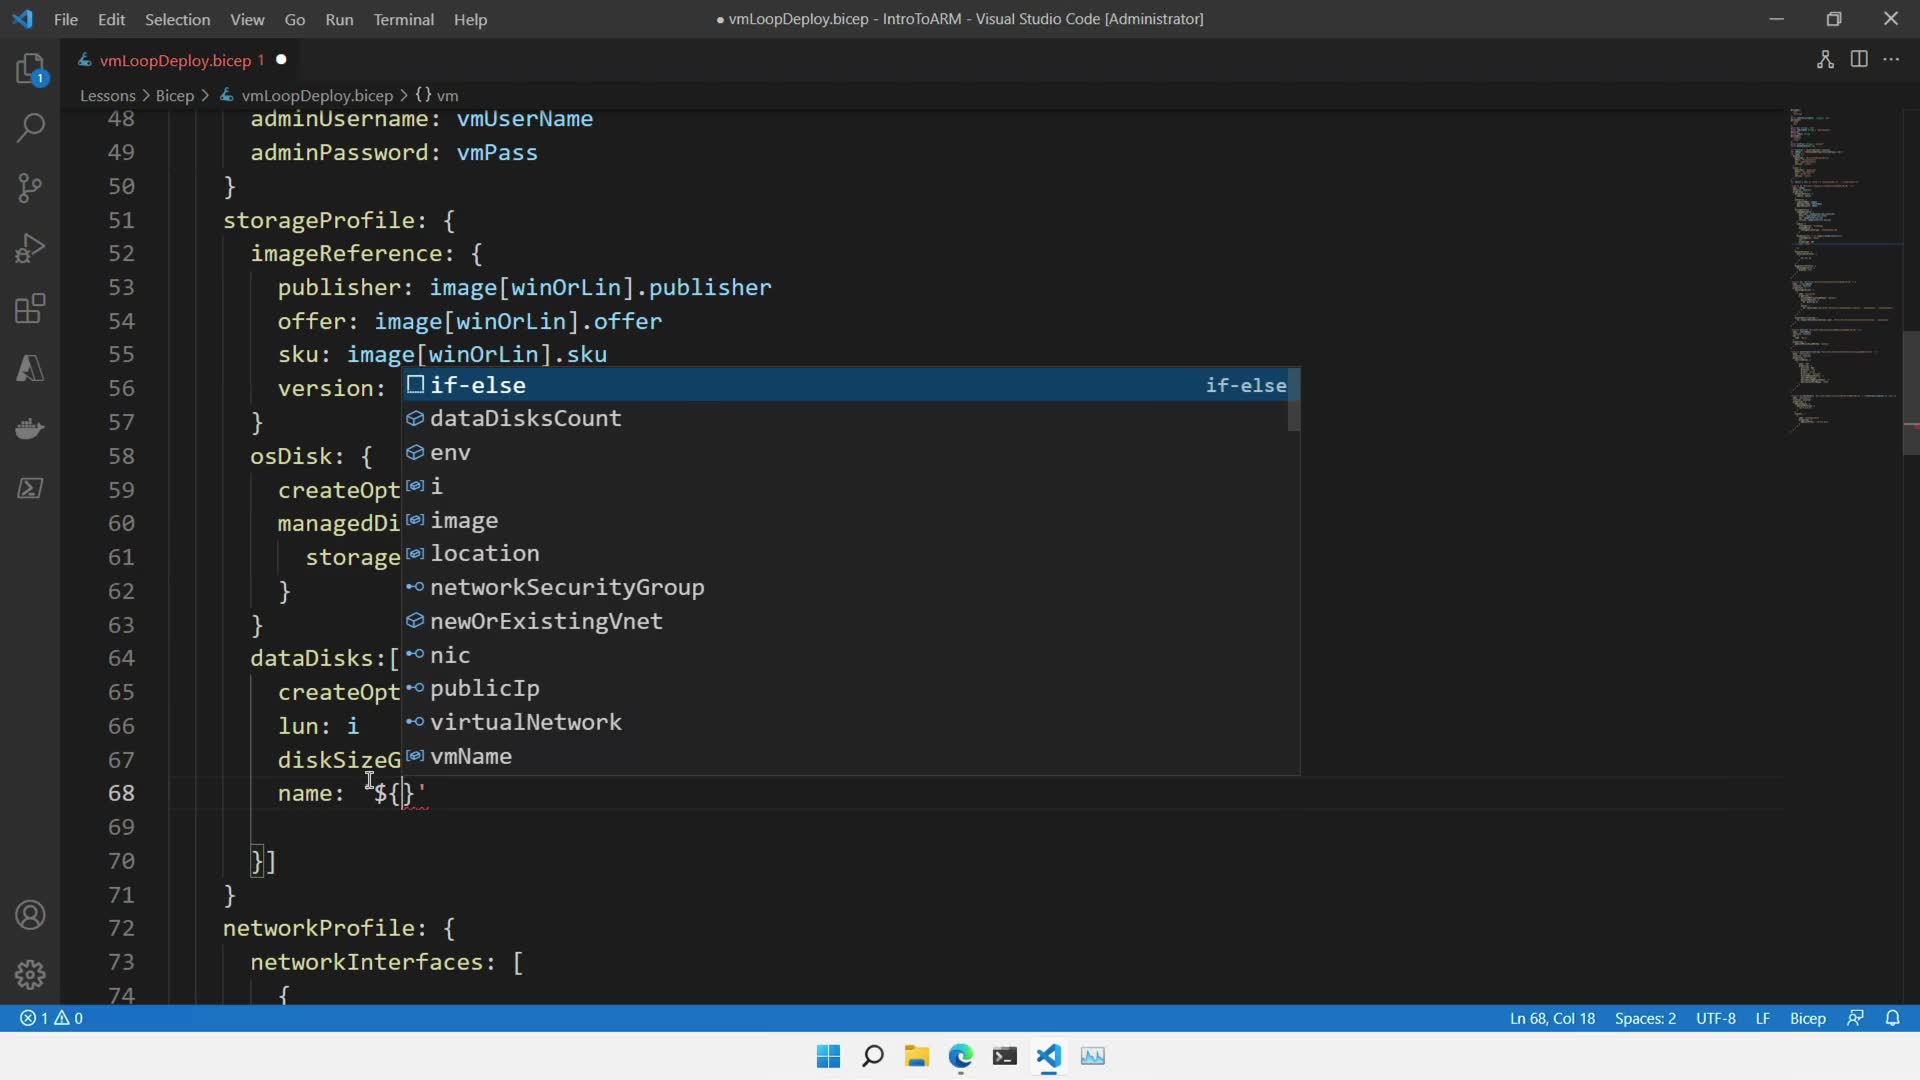 File Edit Selection View Go Run Terminal Help
● vmLoopDeploy.bicep - IntroToARM - Visual Studio Code [Administrator]
1
vmLoopDeploy.bicep 1
Lessons > Bicep > vmLoopDeploy.bicep > {} vm
48 adminUsername: vmUserName
49 adminPassword: vmPass
50 }
51 storageProfile: {
52 imageReference: {
53 publisher: image[winOrLin].publisher
54 offer: image[winOrLin].offer
55 sku: image[winOrLin].sku
56 version:
57 }
58 osDisk: {
59 createOpt
60 managedDi
61 storage
62 }
63 }
64 dataDisks:[
65 createOpt
66 lun: i
67 diskSizeG
68 name: '${}'
69
70 }]
71 }
72 networkProfile: {
73 networkInterfaces: [
74 {
if-else if-else
dataDisksCount
env
i
image
location
networkSecurityGroup
newOrExistingVnet
nic
publicIp
virtualNetwork
vmName
1 0 Ln 68, Col 18 Spaces: 2 UTF-8 LF Bicep